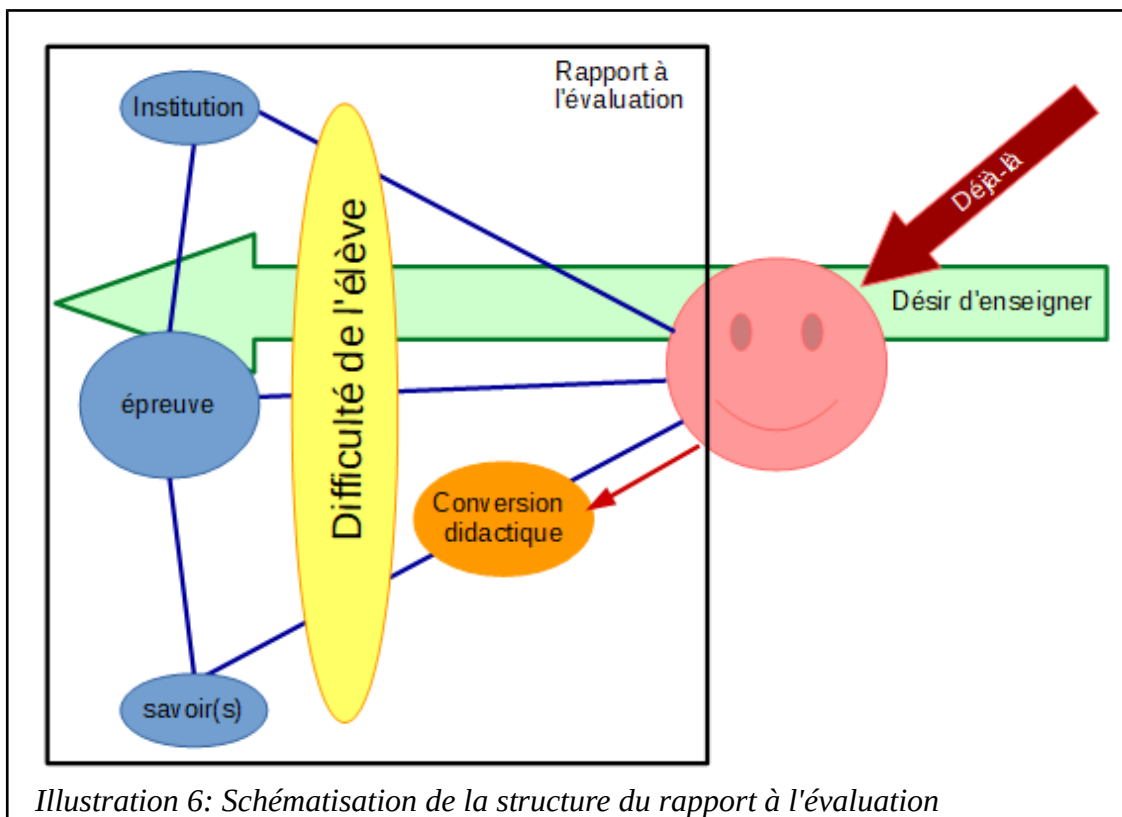 Institution
Rapport à
l'évaluation
Déjà-là
Désir d'enseigner
Difficulté de l'élève
épreuve
Conversion
didactique
savoir(s)
Illustration 6: Schématisation de la structure du rapport à l'évaluation